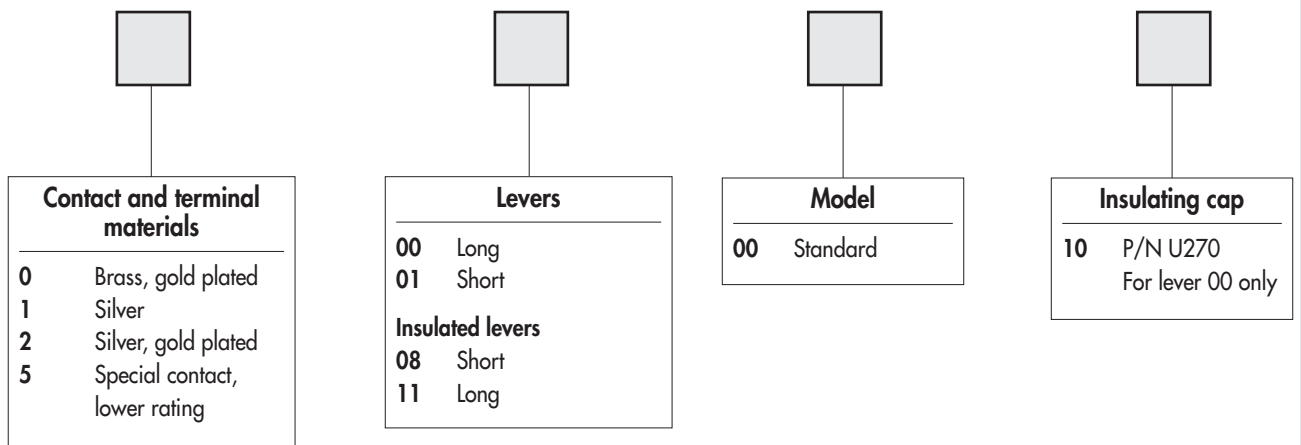 Contact and terminal
materials
0 Brass, gold plated
1 Silver
2 Silver, gold plated
5 Special contact,
lower rating
Levers
00 Long
01 Short
Insulated levers
08 Short
11 Long
Model
00 Standard
Insulating cap
10 P/N U270
For lever 00 only